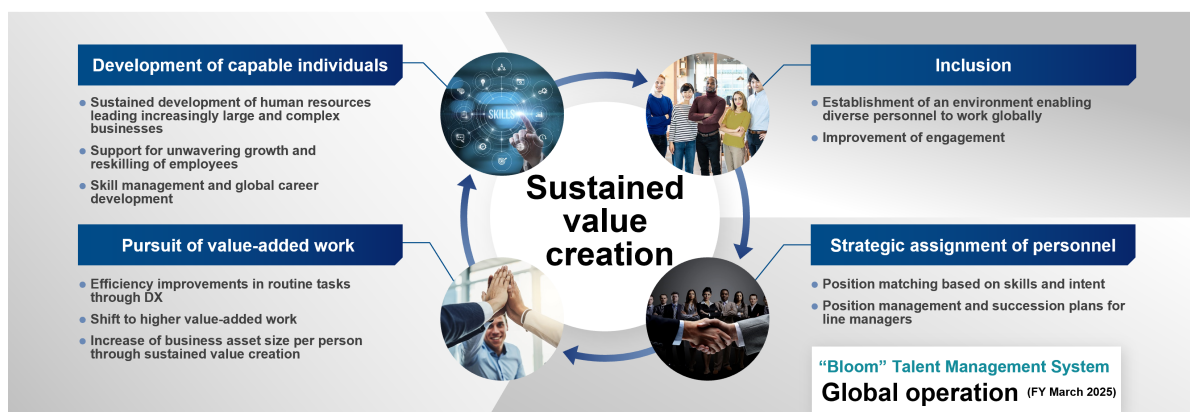 Development of capable individuals
Sustained development of human resources
leading increasingly large and complex
businesses
Support for unwavering growth and
reskilling of employees
Skill management and global career
development
SKILLS
Inclusion
Establishment of an environment enabling
diverse personnel to work globally
Improvement of engagement
Sustained
value
creation
Pursuit of value-added work
Efficiency improvements in routine tasks
through DX
Shift to higher value-added work
Increase of business asset size per person
through sustained value creation
Strategic assignment of personnel
Position matching based on skills and intent
Position management and succession plans for
line managers
“Bloom” Talent Management System
Global operation (FY March 2025)